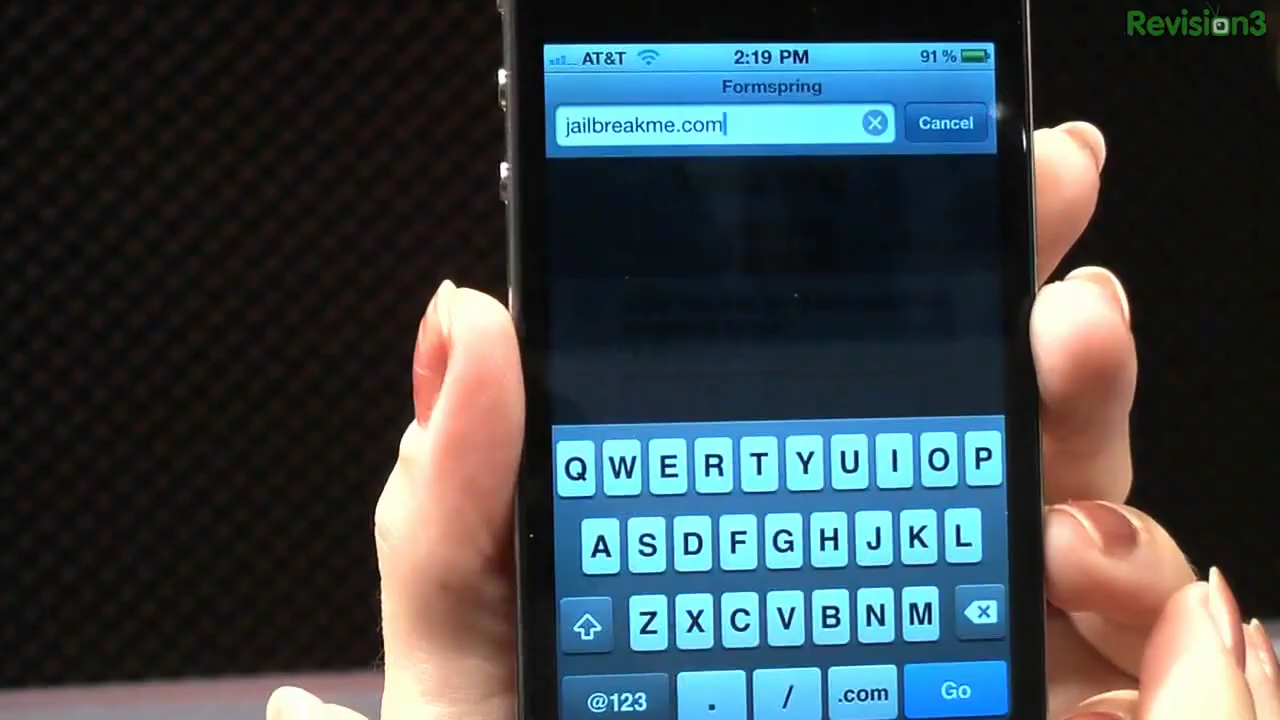 Revision3
AT&T 2:19 PM 91 %
Formspring
jailbreakme.com Cancel
Q W E R T Y U I O P
A S D F G H J K L
Z X C V B N M
@123 . / .com Go